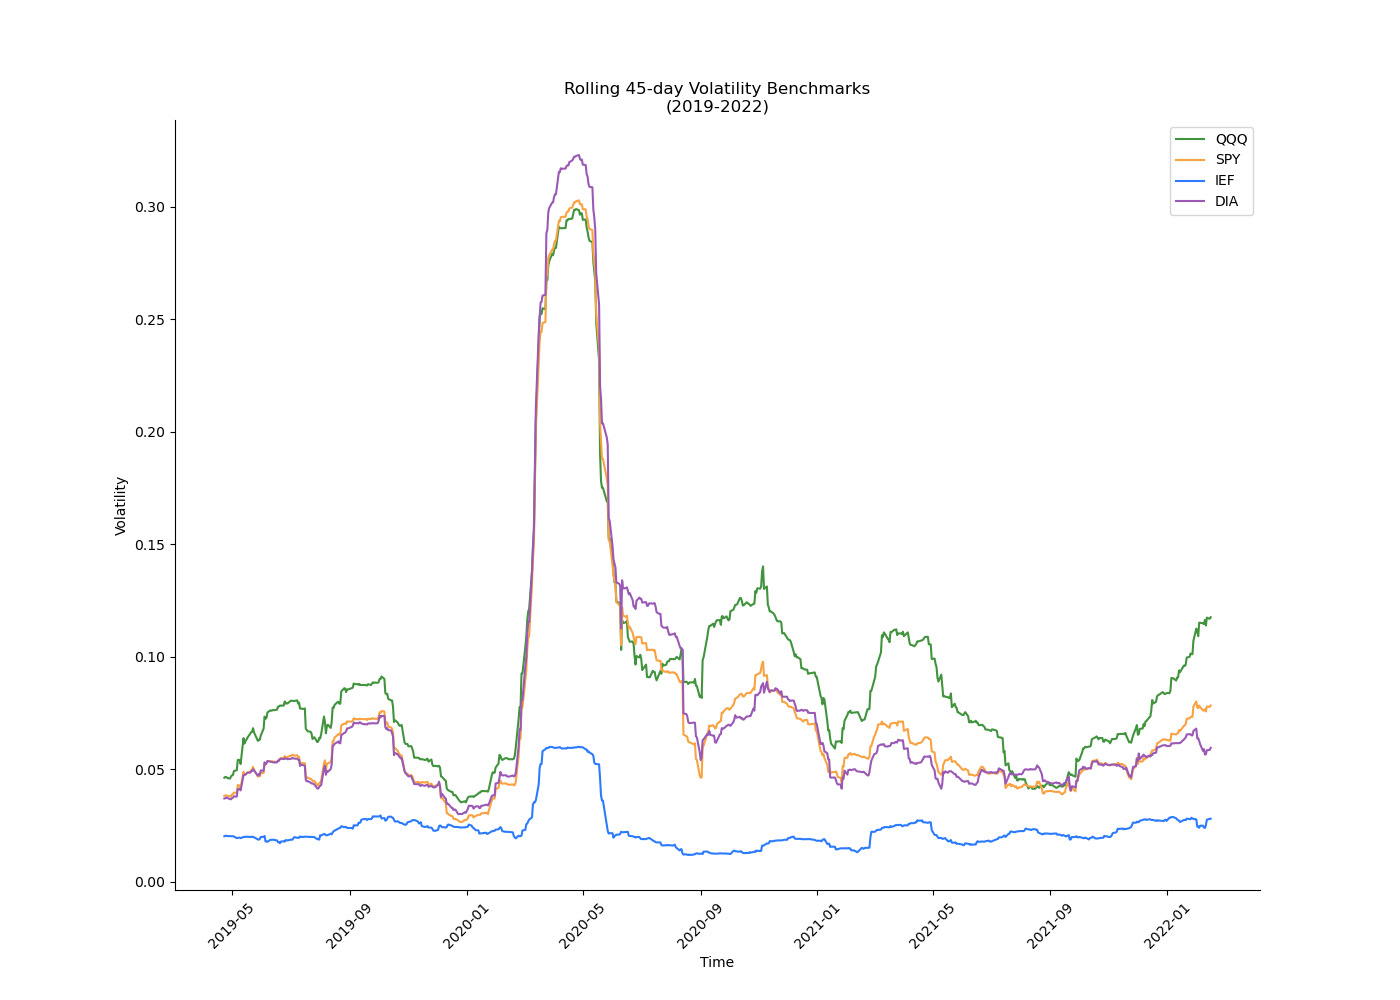 Rolling 45-day Volatility Benchmarks
(2019-2022)
QQQ
SPY
IEF
DIA
0.30
0.25
0.20
0.15
0.10
0.05
0.00
Volatility
2019-05
2019-09
2020-01
2020-05
2020-09
2021-01
2021-05
2021-09
2022-01
Time